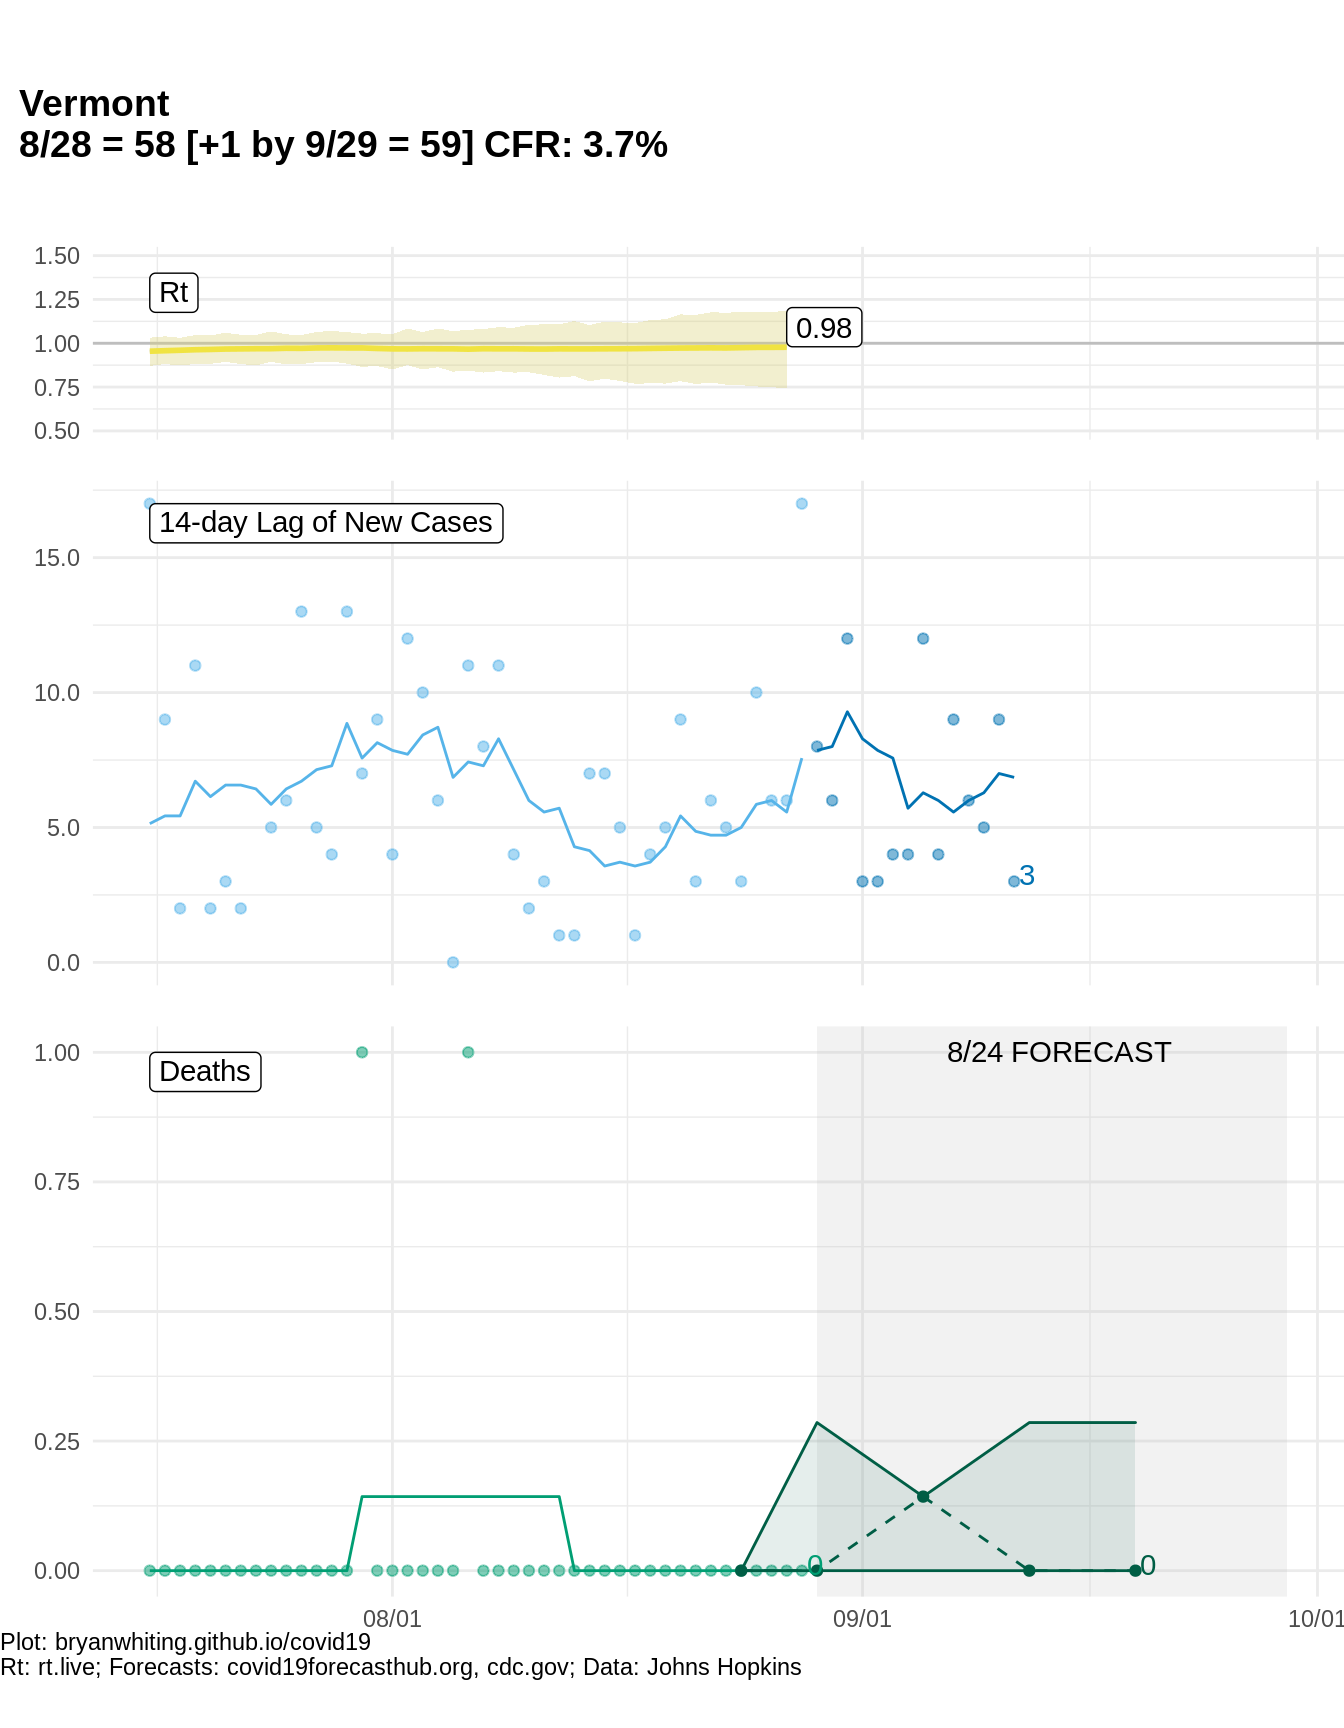 Vermont
8/28 = 58 [+1 by 9/29 = 59] CFR: 3.7%
1.50
1.25
1.00
0.75
0.50
Rt
0.98
14-day Lag of New Cases
15.0
10.0
5.0
0.0
3
Deaths
8/24 FORECAST
1.00
0.75
0.50
0.25
0.00
0
0
08/01
09/01
10/01
Plot: bryanwhiting.github.io/covid19
Rt: rt.live; Forecasts: covid19forecasthub.org, cdc.gov; Data: Johns Hopkins